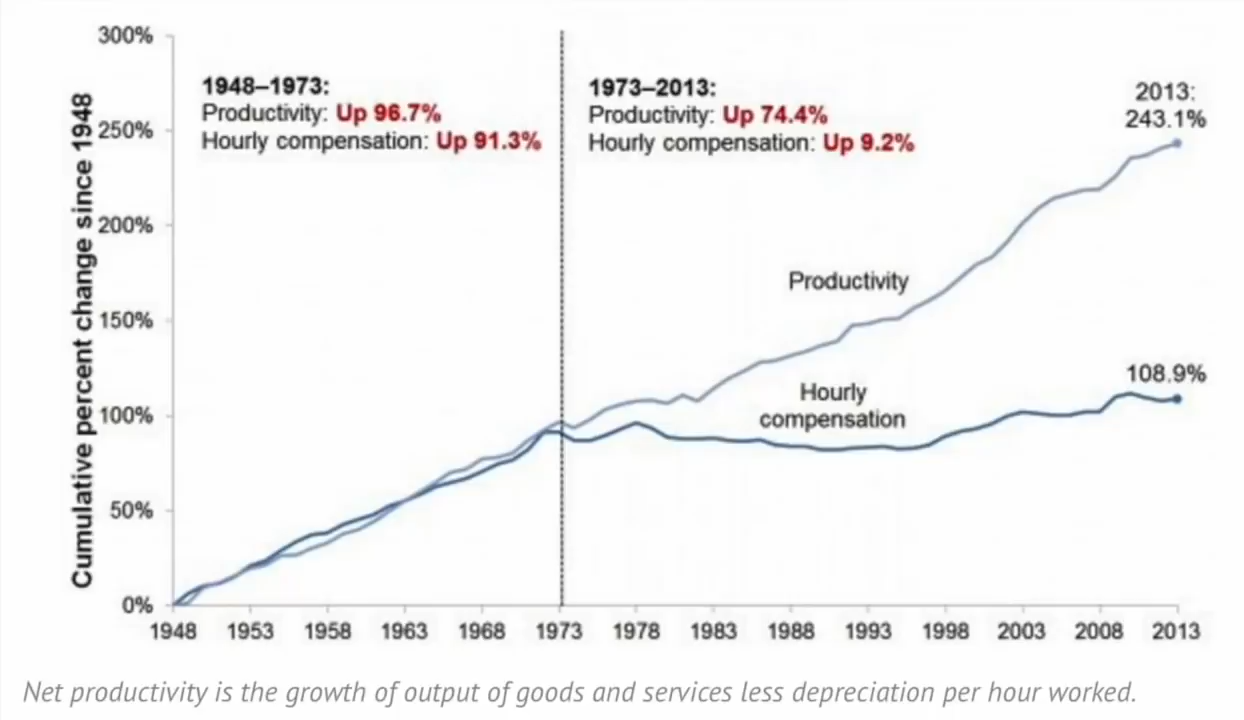 300%
250%
200%
150%
100%
50%
0%
Cumulative percent change since 1948
1948–1973:
Productivity: Up 96.7%
Hourly compensation: Up 91.3%
1973–2013:
Productivity: Up 74.4%
Hourly compensation: Up 9.2%
2013:
243.1%
Productivity
Hourly
compensation
108.9%
1948 1953 1958 1963 1968 1973 1978 1983 1988 1993 1998 2003 2008 2013
Net productivity is the growth of output of goods and services less depreciation per hour worked.